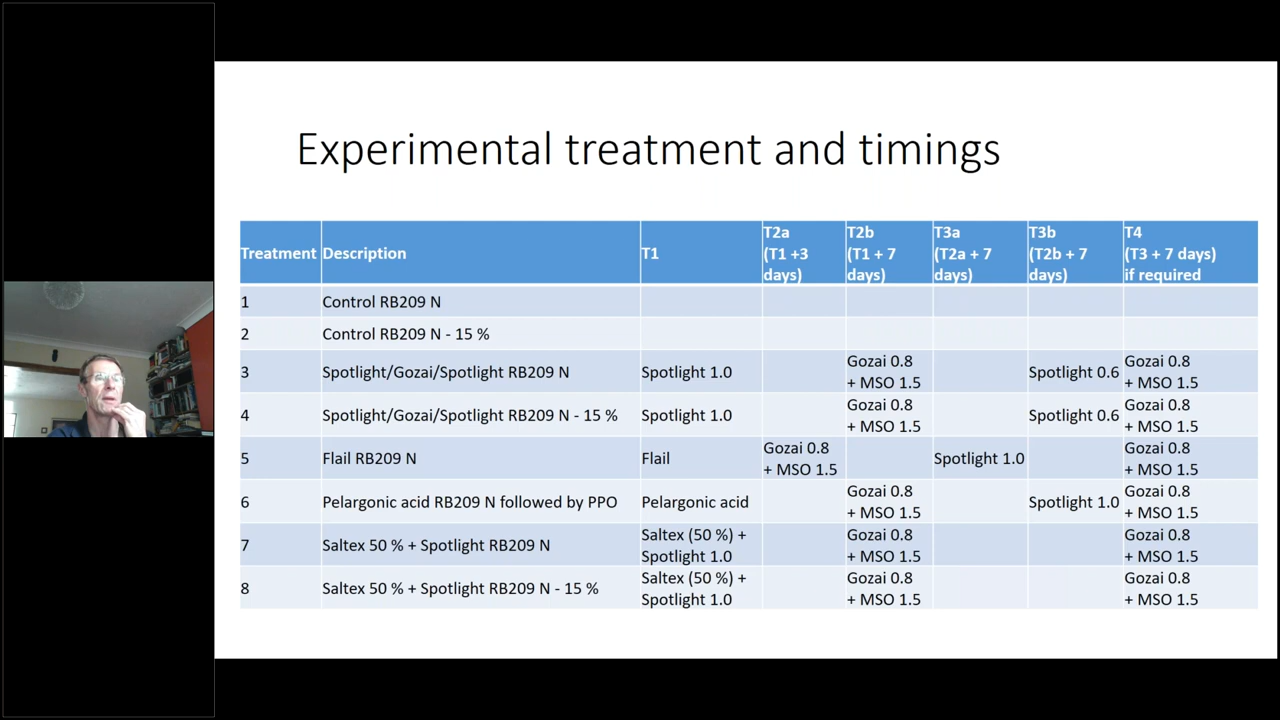 Experimental treatment and timings
Treatment Description T1 T2a (T1 +3 days) T2b (T1 + 7 days) T3a (T2a + 7 days) T3b (T2b + 7 days) T4 (T3 + 7 days) if required
1 Control RB209 N
2 Control RB209 N - 15 %
3 Spotlight/Gozai/Spotlight RB209 N Spotlight 1.0 Gozai 0.8 + MSO 1.5 Spotlight 0.6 Gozai 0.8 + MSO 1.5
4 Spotlight/Gozai/Spotlight RB209 N - 15 % Spotlight 1.0 Gozai 0.8 + MSO 1.5 Spotlight 0.6 Gozai 0.8 + MSO 1.5
5 Flail RB209 N Flail Gozai 0.8 + MSO 1.5 Spotlight 1.0 Gozai 0.8 + MSO 1.5
6 Pelargonic acid RB209 N followed by PPO Pelargonic acid Gozai 0.8 + MSO 1.5 Spotlight 1.0 Gozai 0.8 + MSO 1.5
7 Saltex 50 % + Spotlight RB209 N Saltex (50 %) + Spotlight 1.0 Gozai 0.8 + MSO 1.5 Gozai 0.8 + MSO 1.5
8 Saltex 50 % + Spotlight RB209 N - 15 % Saltex (50 %) + Spotlight 1.0 Gozai 0.8 + MSO 1.5 Gozai 0.8 + MSO 1.5